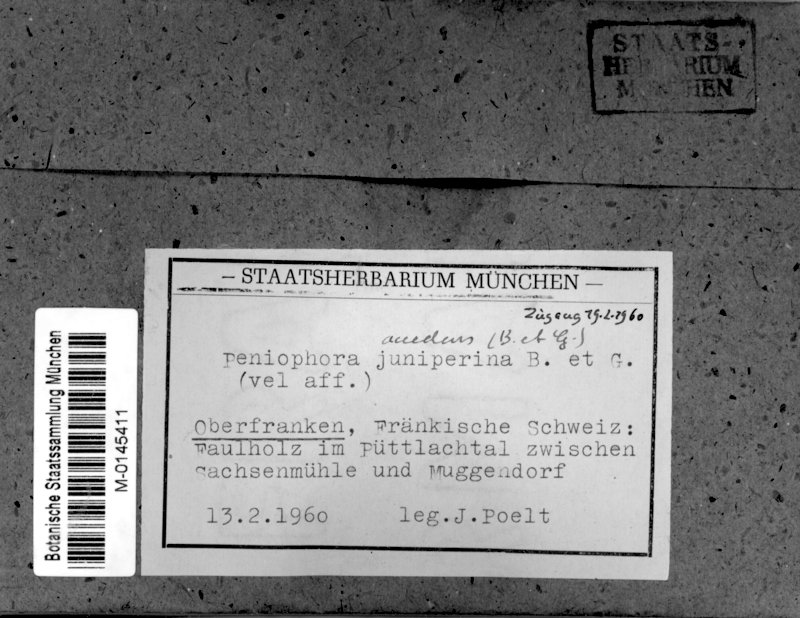 STAATS-
HERBARIUM
MÜNCHEN
- STAATSHERBARIUM MÜNCHEN -
Zugang 19.2.1960
(B. et G.)
Peniophora juniperina B. et G.
(vel aff.)
Oberfranken, Fränkische Schweiz:
Faulholz im Püttlachtal zwischen
Sachsenmühle und Muggendorf
13.2.1960 leg.J.Poelt
Botanische Staatssammlung München
M-0145411